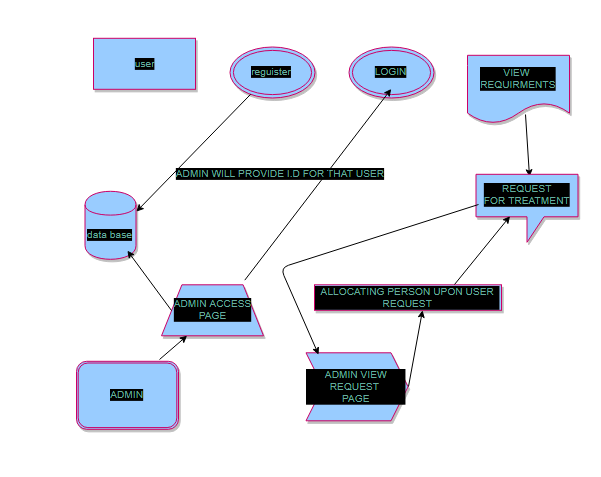 user
reguister
LOGIN
VIEW
REQUIRMENTS
ADMIN WILL PROVIDE I.D FOR THAT USER
REQUEST
FOR TREATMENT
data base
ADMIN ACCESS
PAGE
ALLOCATING PERSON UPON USER
REQUEST
ADMIN
ADMIN VIEW
REQUEST
PAGE